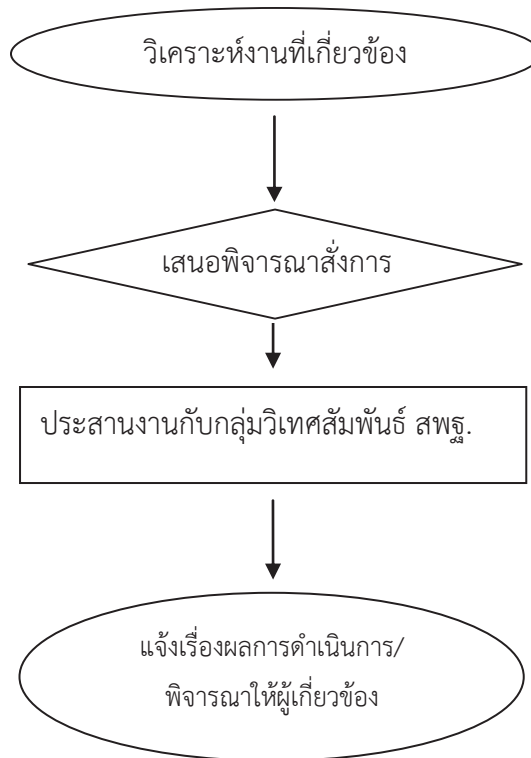 วิเคราะห์งานที่เกี่ยวข้อง
เสนอพิจารณาสั่งการ
ประสานงานกับกลุ่มวิเทศสัมพันธ์ สพฐ.
แจ้งเรื่องผลการดำเนินการ/
พิจารณาให้ผู้เกี่ยวข้อง